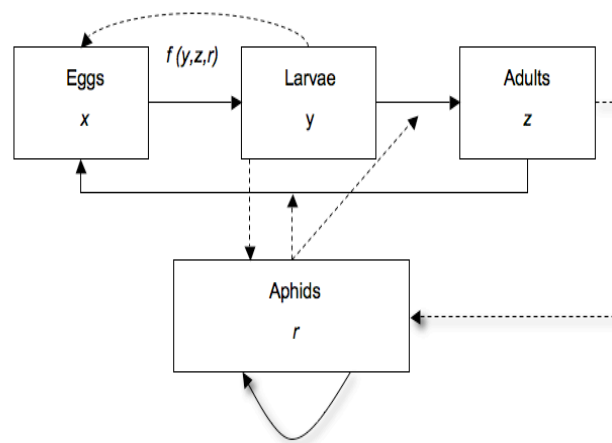 f (y,z,r)
Eggs
x
Larvae
y
Adults
z
Aphids
r